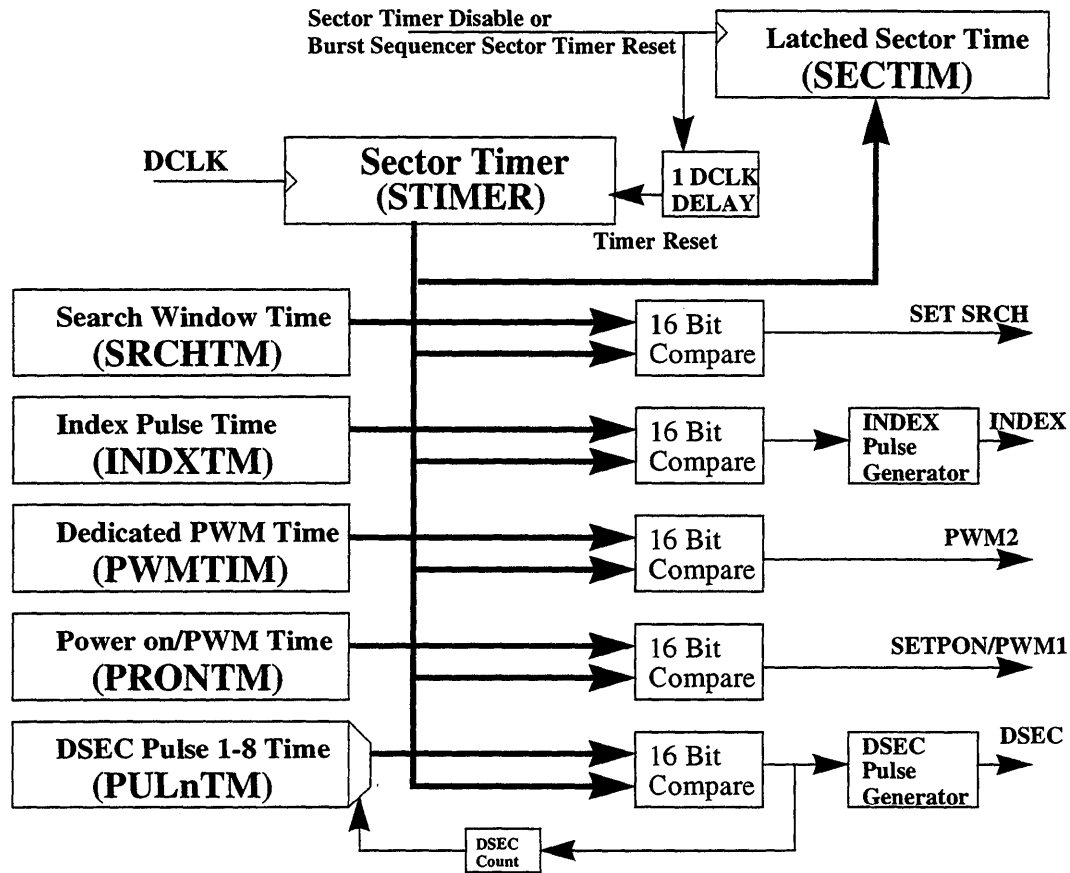 Sector Timer Disable or
Burst Sequencer Sector Timer Reset
Latched Sector Time
(SECTIM)
DCLK
Sector Timer
(STIMER)
1 DCLK
DELAY
Timer Reset
Search Window Time
(SRCHTM)
16 Bit
Compare
SET SRCH
Index Pulse Time
(INDXTM)
16 Bit
Compare
INDEX
Pulse
Generator
INDEX
Dedicated PWM Time
(PWMTIM)
16 Bit
Compare
PWM2
Power on/PWM Time
(PRONTM)
16 Bit
Compare
SETPON/PWM1
DSEC Pulse 1-8 Time
(PULnTM)
16 Bit
Compare
DSEC
Pulse
Generator
DSEC
DSEC
Count